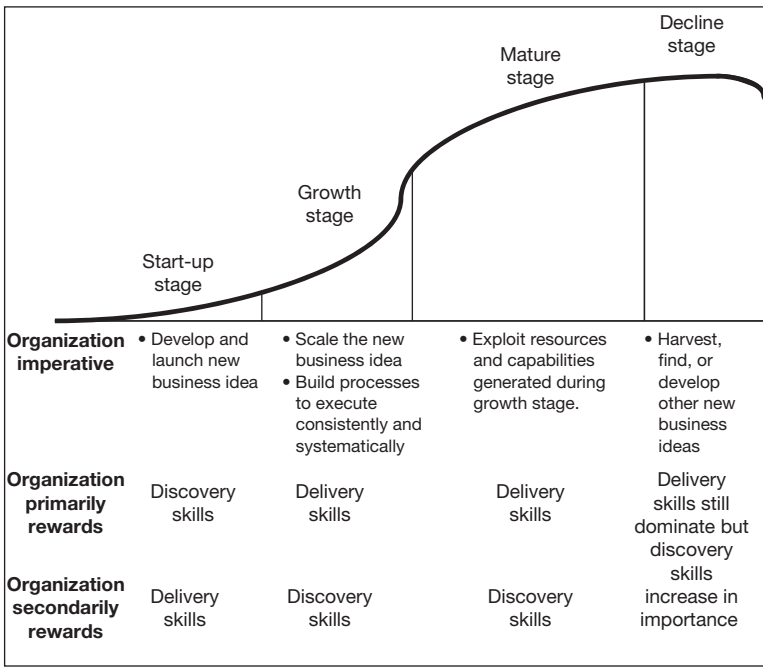 Decline
stage
Mature
stage
Growth
stage
Start-up
stage
Organization
imperative
• Develop and
launch new
business idea
• Scale the new
business idea
• Build processes
to execute
consistently and
systematically
• Exploit resources
and capabilities
generated during
growth stage.
• Harvest,
find, or
develop
other new
business
ideas
Organization
primarily
rewards
Discovery
skills
Delivery
skills
Delivery
skills
Delivery
skills still
dominate but
discovery
skills
increase in
importance
Organization
secondarily
rewards
Delivery
skills
Discovery
skills
Discovery
skills